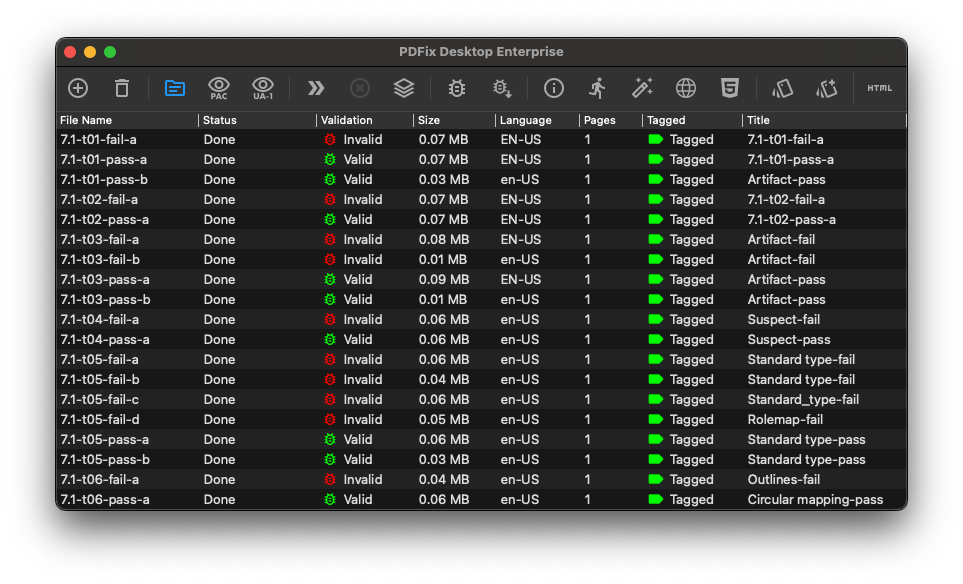 PDFix Desktop Enterprise
PAC UA-1 HTML
File Name Status Validation Size Language Pages Tagged Title
7.1-t01-fail-a Done Invalid 0.07 MB EN-US 1 Tagged 7.1-t01-fail-a
7.1-t01-pass-a Done Valid 0.07 MB EN-US 1 Tagged 7.1-t01-pass-a
7.1-t01-pass-b Done Valid 0.03 MB en-US 1 Tagged Artifact-pass
7.1-t02-fail-a Done Invalid 0.07 MB EN-US 1 Tagged 7.1-t02-fail-a
7.1-t02-pass-a Done Valid 0.07 MB EN-US 1 Tagged 7.1-t02-pass-a
7.1-t03-fail-a Done Invalid 0.08 MB EN-US 1 Tagged Artifact-fail
7.1-t03-fail-b Done Invalid 0.01 MB en-US 1 Tagged Artifact-fail
7.1-t03-pass-a Done Valid 0.09 MB EN-US 1 Tagged Artifact-pass
7.1-t03-pass-b Done Valid 0.01 MB en-US 1 Tagged Artifact-pass
7.1-t04-fail-a Done Invalid 0.06 MB en-US 1 Tagged Suspect-fail
7.1-t04-pass-a Done Valid 0.06 MB en-US 1 Tagged Suspect-pass
7.1-t05-fail-a Done Invalid 0.06 MB en-US 1 Tagged Standard type-fail
7.1-t05-fail-b Done Invalid 0.04 MB en-US 1 Tagged Standard type-fail
7.1-t05-fail-c Done Invalid 0.06 MB en-US 1 Tagged Standard_type-fail
7.1-t05-fail-d Done Invalid 0.05 MB en-US 1 Tagged Rolemap-fail
7.1-t05-pass-a Done Valid 0.06 MB en-US 1 Tagged Standard type-pass
7.1-t05-pass-b Done Valid 0.03 MB en-US 1 Tagged Standard type-pass
7.1-t06-fail-a Done Invalid 0.04 MB en-US 1 Tagged Outlines-fail
7.1-t06-pass-a Done Valid 0.06 MB en-US 1 Tagged Circular mapping-pass